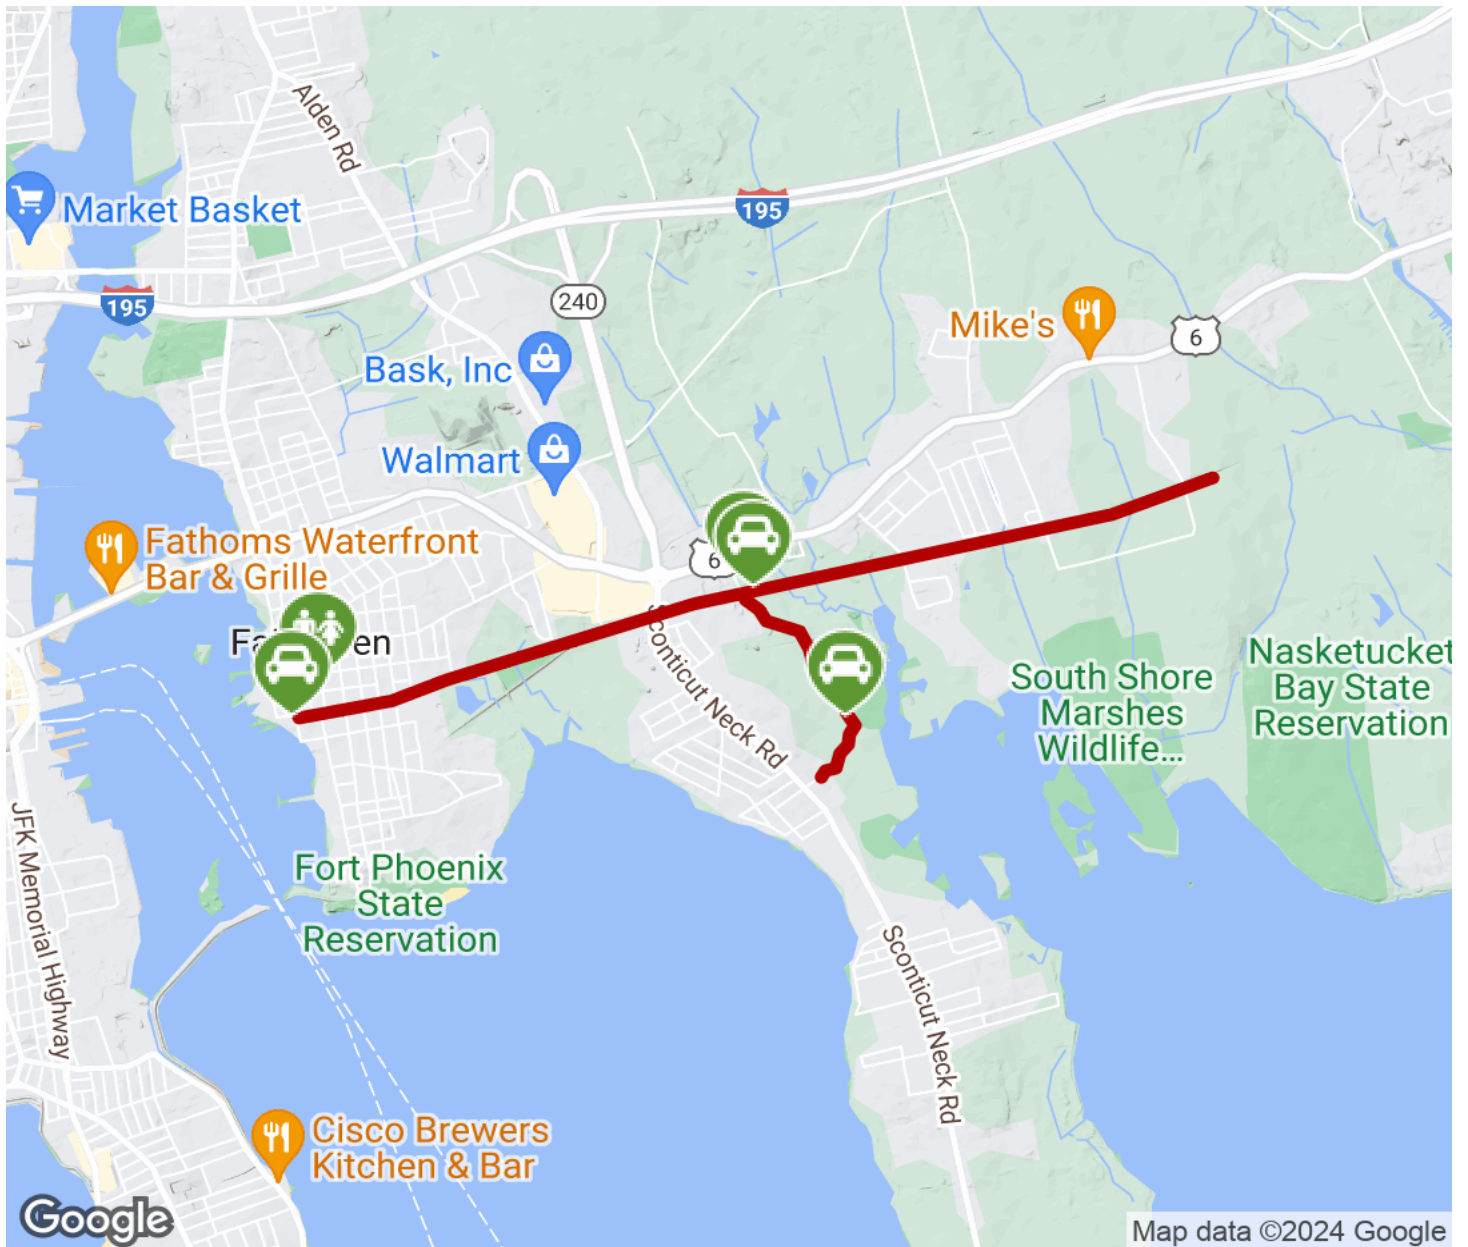 Alden Rd
Market Basket
195
195
240
Mike's
6
Bask, Inc
Walmart
Fathoms Waterfront
Bar & Grille
6
Sconticut Neck Rd
South Shore
Marshes
Wildlife...
Nasketucket
Bay State
Reservation
JFK Memorial Highway
Fort Phoenix
State
Reservation
Sconticut Neck Rd
Cisco Brewers
Kitchen & Bar
Google
Map data ©2024 Google